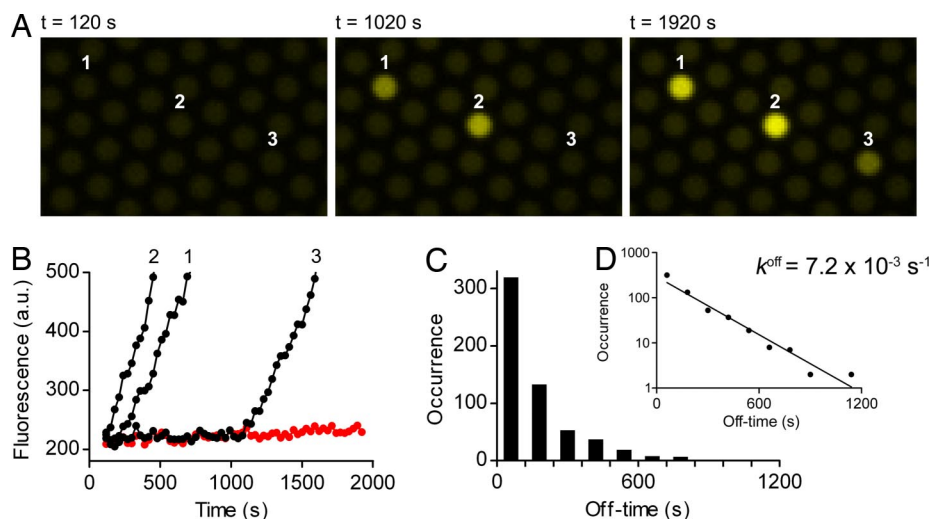 A
t = 120 s
t = 1020 s
t = 1920 s
1
2
3
1
2
3
1
2
3
B
2 1 3
500
400
300
200
Fluorescence (a.u.)
0 500 1000 1500 2000
Time (s)
C
300
200
100
0
Occurrence
0 600 1200
Off-time (s)
D
k^off = 7.2 x 10^-3 s^-1
1000
100
10
1
Occurrence
0 600 1200
Off-time (s)